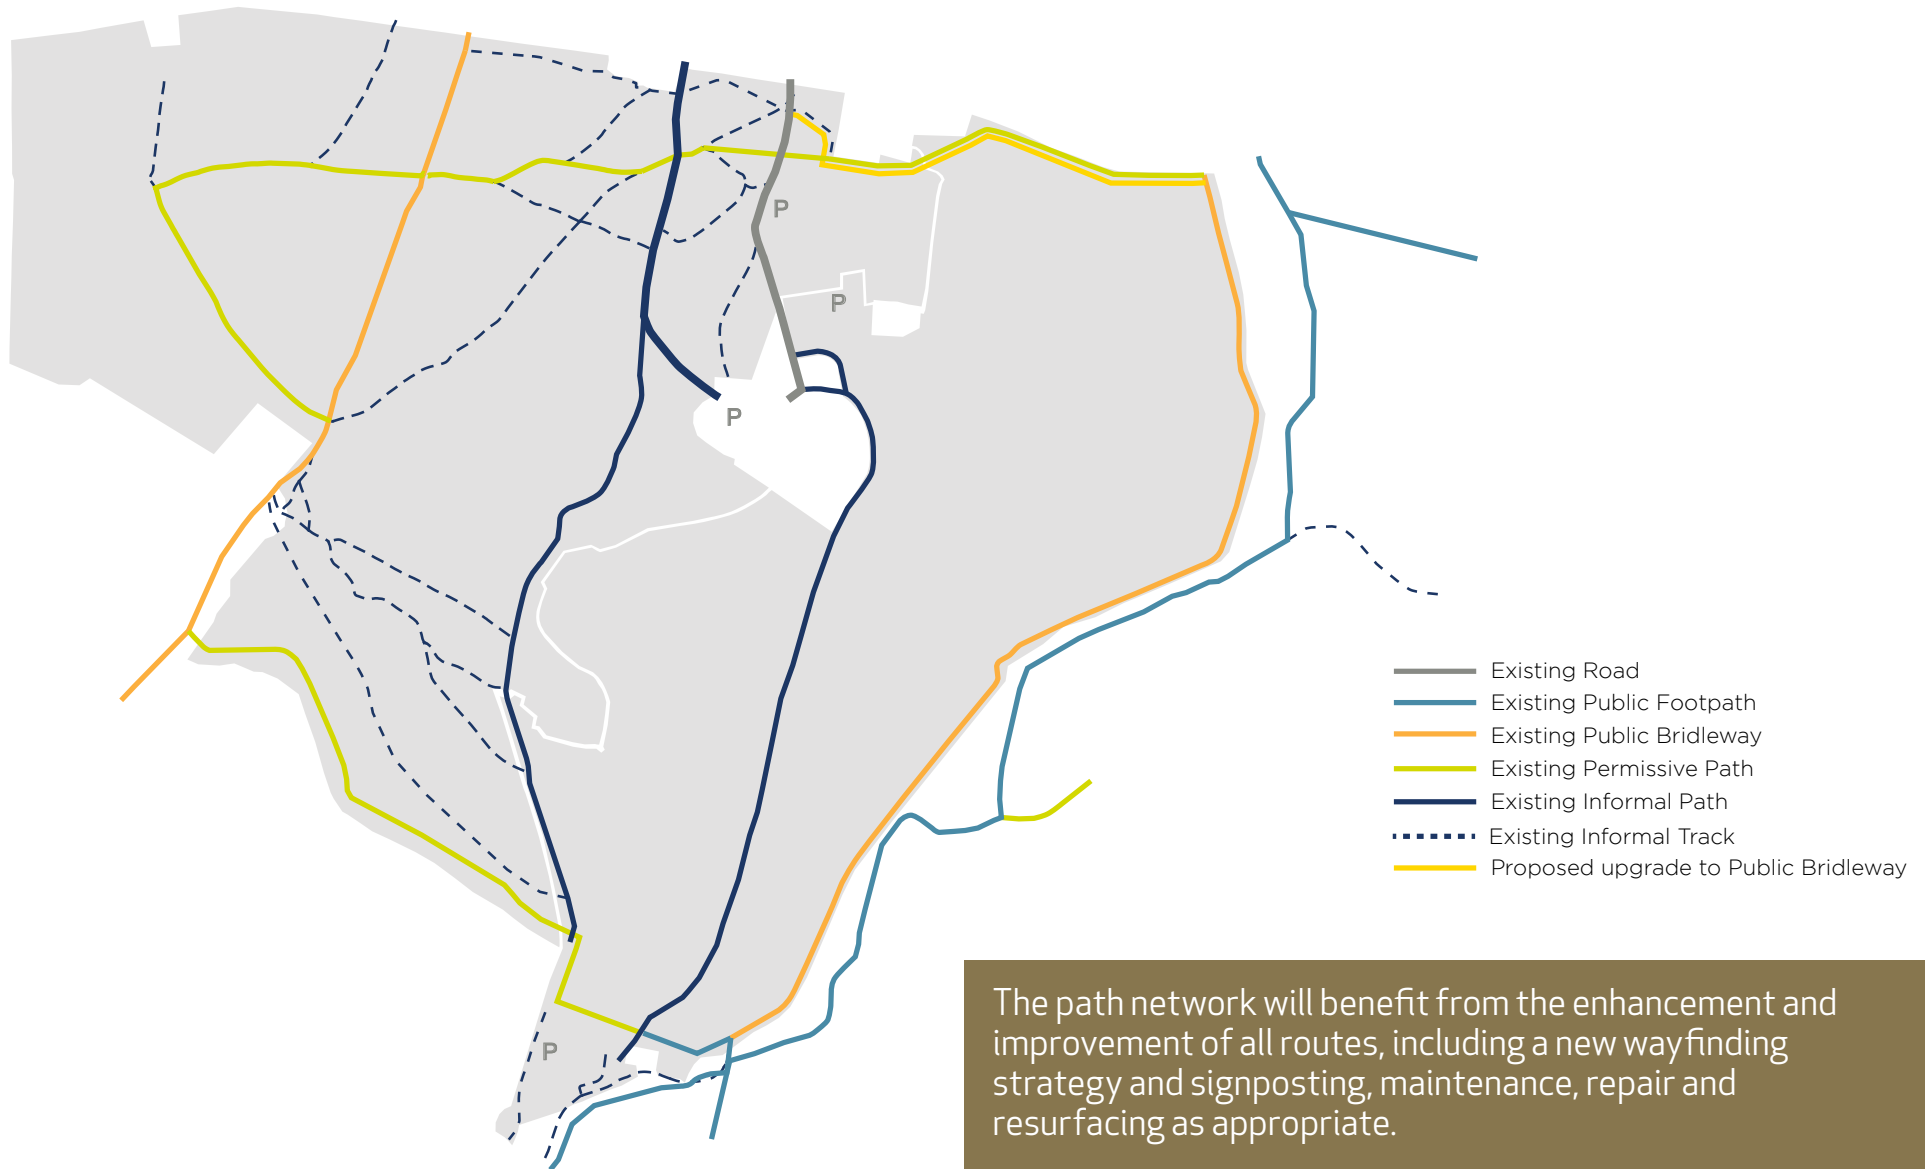 P
P
P
P
Existing Road
Existing Public Footpath
Existing Public Bridleway
Existing Permissive Path
Existing Informal Path
Existing Informal Track
Proposed upgrade to Public Bridleway
The path network will benefit from the enhancement and
improvement of all routes, including a new wayfinding
strategy and signposting, maintenance, repair and
resurfacing as appropriate.